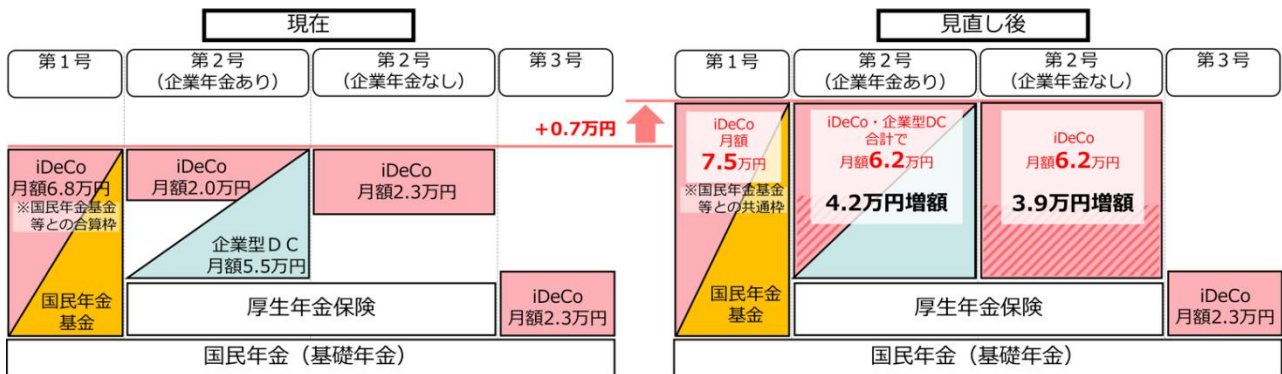 現在
第１号
第２号
（企業年金あり）
第２号
（企業年金なし）
第３号
iDeCo
月額6.8万円
※国民年金基金
等との合算枠
国民年金
基金
iDeCo
月額2.0万円
企業型ＤＣ
月額5.5万円
iDeCo
月額2.3万円
厚生年金保険
iDeCo
月額2.3万円
国民年金（基礎年金）
+0.7万円
見直し後
第１号
第２号
（企業年金あり）
第２号
（企業年金なし）
第３号
iDeCo
月額
7.5万円
※国民年金基金
等との共通枠
国民年金
基金
iDeCo・企業型DC
合計で
月額6.2万円
4.2万円増額
iDeCo
月額6.2万円
3.9万円増額
厚生年金保険
iDeCo
月額2.3万円
国民年金（基礎年金）